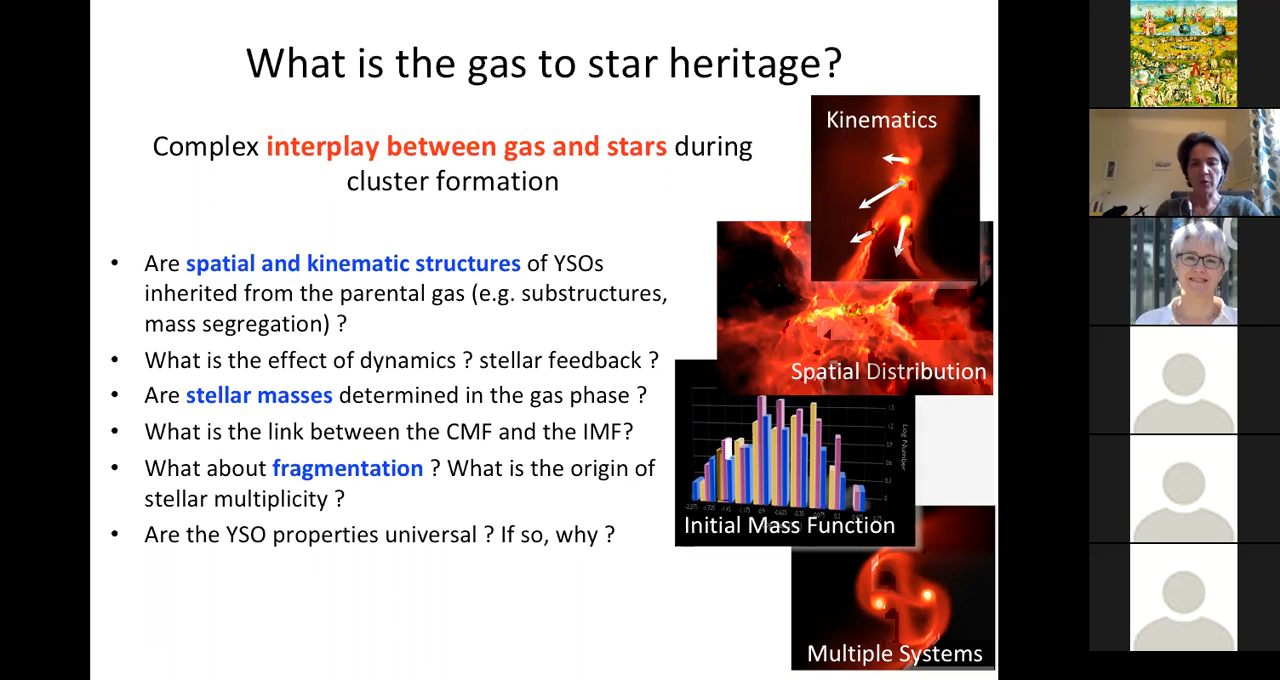 What is the gas to star heritage?
Complex interplay between gas and stars during
cluster formation
• Are spatial and kinematic structures of YSOs
inherited from the parental gas (e.g. substructures,
mass segregation) ?
• What is the effect of dynamics ? stellar feedback ?
• Are stellar masses determined in the gas phase ?
• What is the link between the CMF and the IMF?
• What about fragmentation ? What is the origin of
stellar multiplicity ?
• Are the YSO properties universal ? If so, why ?
Kinematics
Spatial Distribution
Log Number
Initial Mass Function
Multiple Systems